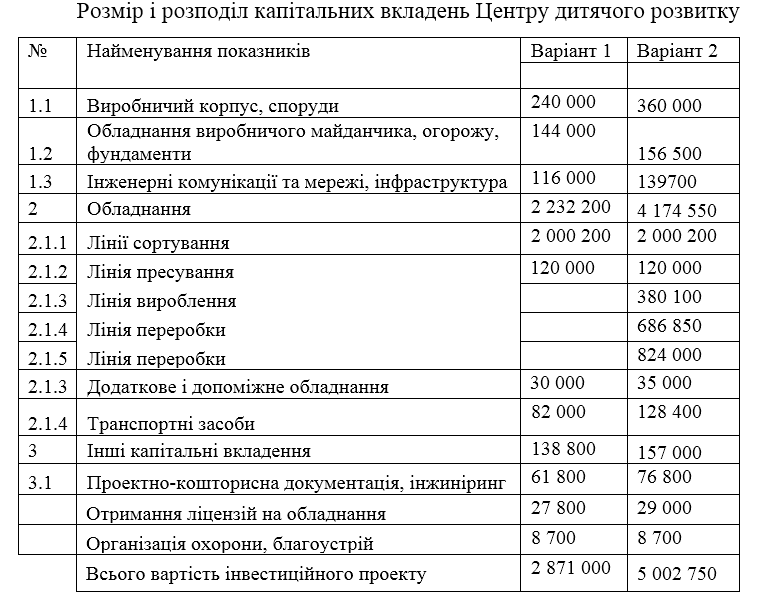 Розмір і розподіл капітальних вкладень Центру дитячого розвитку
№ Найменування показників Варіант 1 Варіант 2
1.1 Виробничий корпус, споруди 240 000 360 000
Обладнання виробничого майданчика, огорожу, 144 000
1.2 фундаменти 156 500
1.3 Інженерні комунікації та мережі, інфраструктура 116 000 139700
2 Обладнання 2 232 200 4 174 550
2.1.1 Лінії сортування 2 000 200 2 000 200
2.1.2 Лінія пресування 120 000 120 000
2.1.3 Лінія вироблення 380 100
2.1.4 Лінія переробки 686 850
2.1.5 Лінія переробки 824 000
2.1.3 Додаткове і допоміжне обладнання 30 000 35 000
2.1.4 Транспортні засоби 82 000 128 400
3 Інші капітальні вкладення 138 800 157 000
3.1 Проектно-кошторисна документація, інжиніринг 61 800 76 800
Отримання ліцензій на обладнання 27 800 29 000
Організація охорони, благоустрій 8 700 8 700
Всього вартість інвестиційного проекту 2 871 000 5 002 750